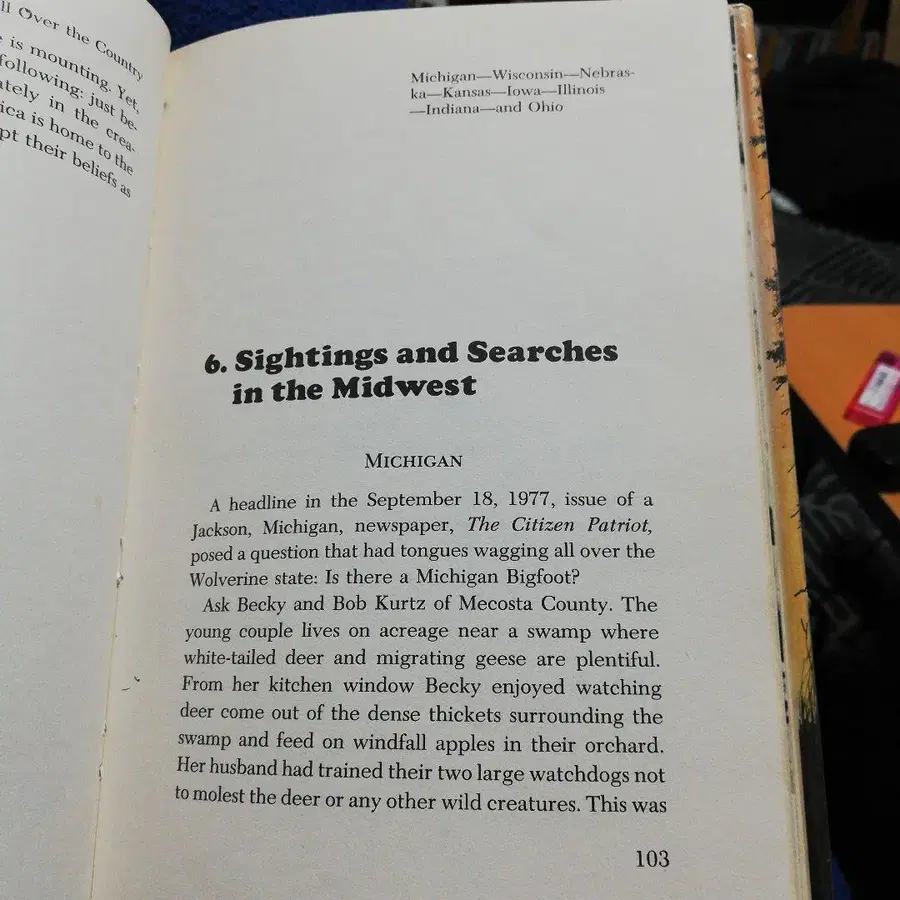 ll Over the Country
e is mounting. Yet,
following: just be-
ately in the crea-
ica is home to the
pt their beliefs as
Michigan—Wisconsin—Nebras-
ka—Kansas—Iowa—Illinois
—Indiana—and Ohio
6. Sightings and Searches
in the Midwest
MICHIGAN
A headline in the September 18, 1977, issue of a
Jackson, Michigan, newspaper, The Citizen Patriot,
posed a question that had tongues wagging all over the
Wolverine state: Is there a Michigan Bigfoot?
Ask Becky and Bob Kurtz of Mecosta County. The
young couple lives on acreage near a swamp where
white-tailed deer and migrating geese are plentiful.
From her kitchen window Becky enjoyed watching
deer come out of the dense thickets surrounding the
swamp and feed on windfall apples in their orchard.
Her husband had trained their two large watchdogs not
to molest the deer or any other wild creatures. This was
103